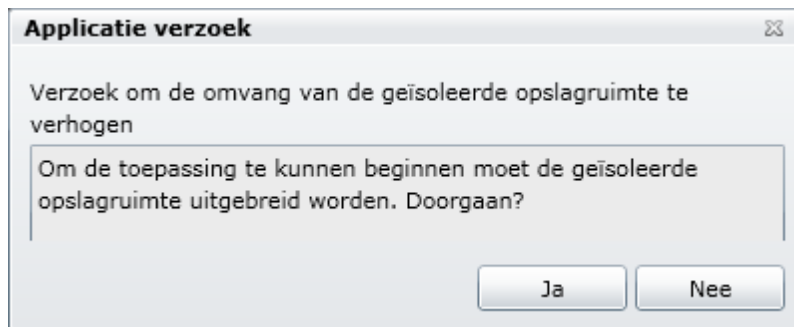 Applicatie verzoek
Verzoek om de omvang van de geïsoleerde opslagruimte te
verhogen
Om de toepassing te kunnen beginnen moet de geïsoleerde
opslagruimte uitgebreid worden. Doorgaan?
Ja
Nee